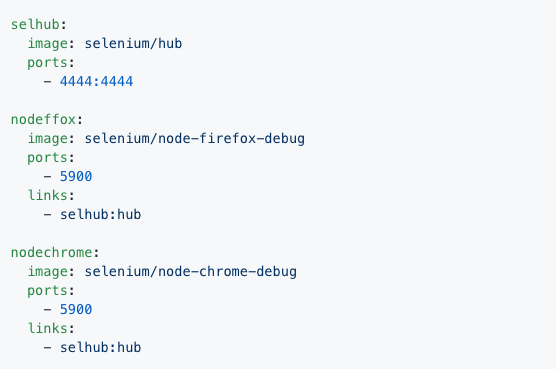 selhub:
  image: selenium/hub
  ports:
    - 4444:4444

nodeffox:
  image: selenium/node-firefox-debug
  ports:
    - 5900
  links:
    - selhub:hub

nodechrome:
  image: selenium/node-chrome-debug
  ports:
    - 5900
  links:
    - selhub:hub